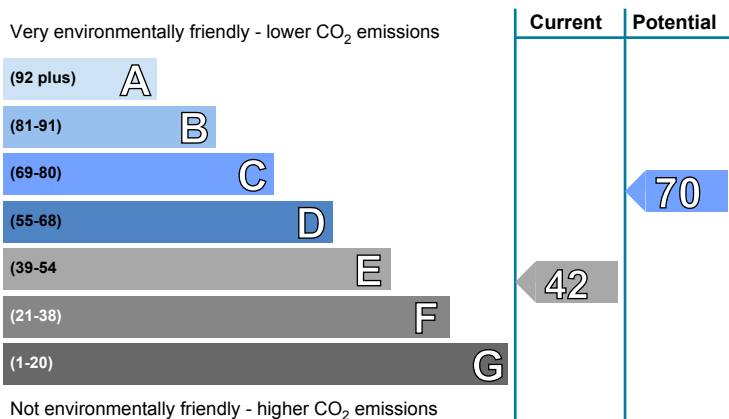 Current Potential
Very environmentally friendly - lower CO2 emissions
(92 plus) A
(81-91) B
(69-80) C
70
(55-68) D
(39-54 E
42
(21-38) F
(1-20) G
Not environmentally friendly - higher CO2 emissions